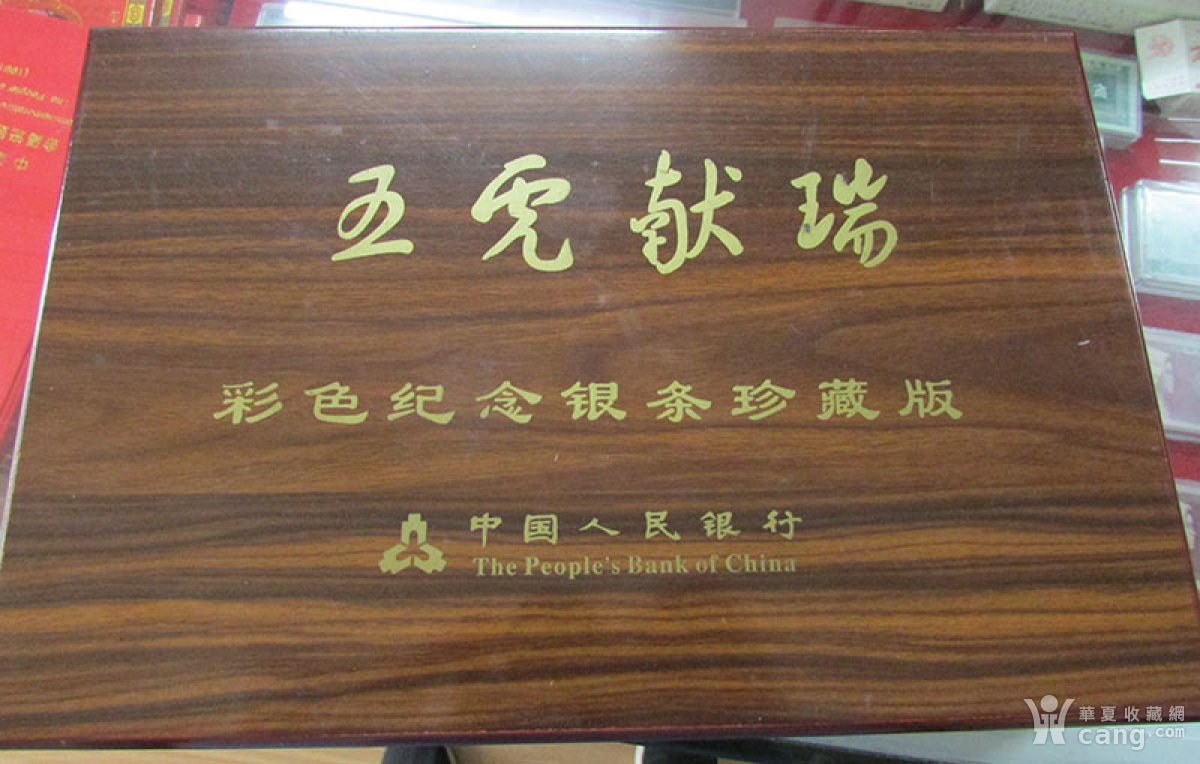 五虎献瑞
彩色纪念银条珍藏版
中国人民银行
The People's Bank of China
華夏收藏網
cang.com